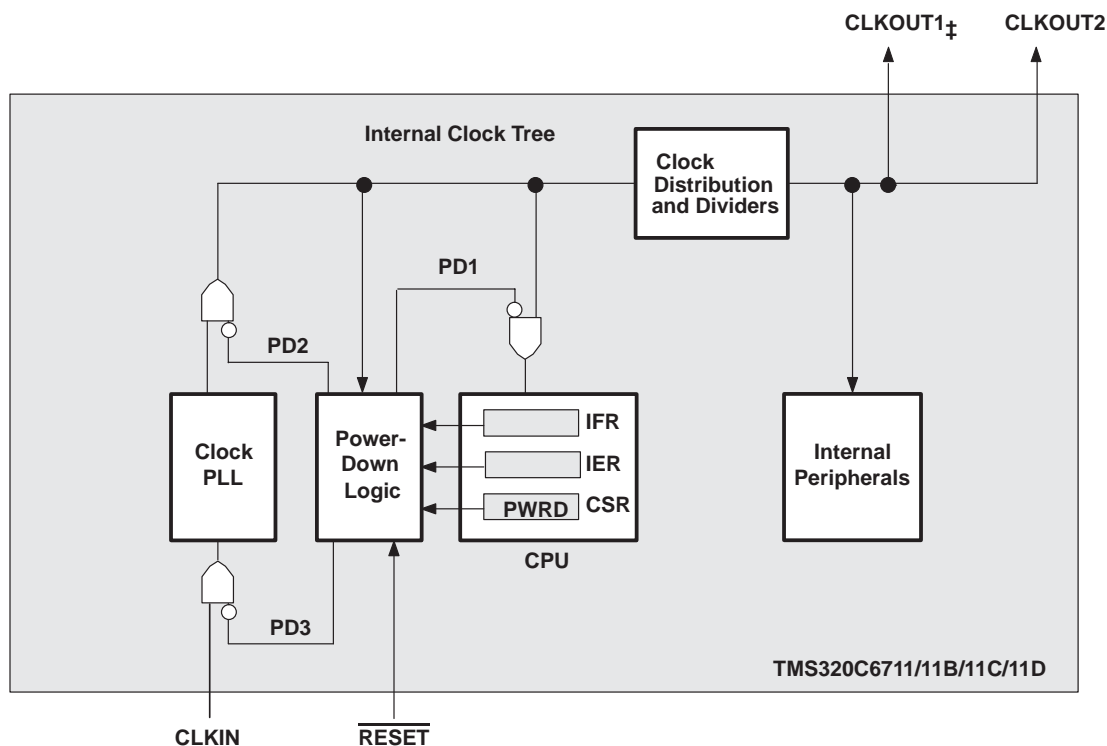 CLKOUT1‡ CLKOUT2
Internal Clock Tree
Clock
Distribution
and Dividers
PD1
PD2
Clock
PLL
Power-
Down
Logic
IFR
IER
PWRD CSR
CPU
Internal
Peripherals
PD3
TMS320C6711/11B/11C/11D
CLKIN
RESET